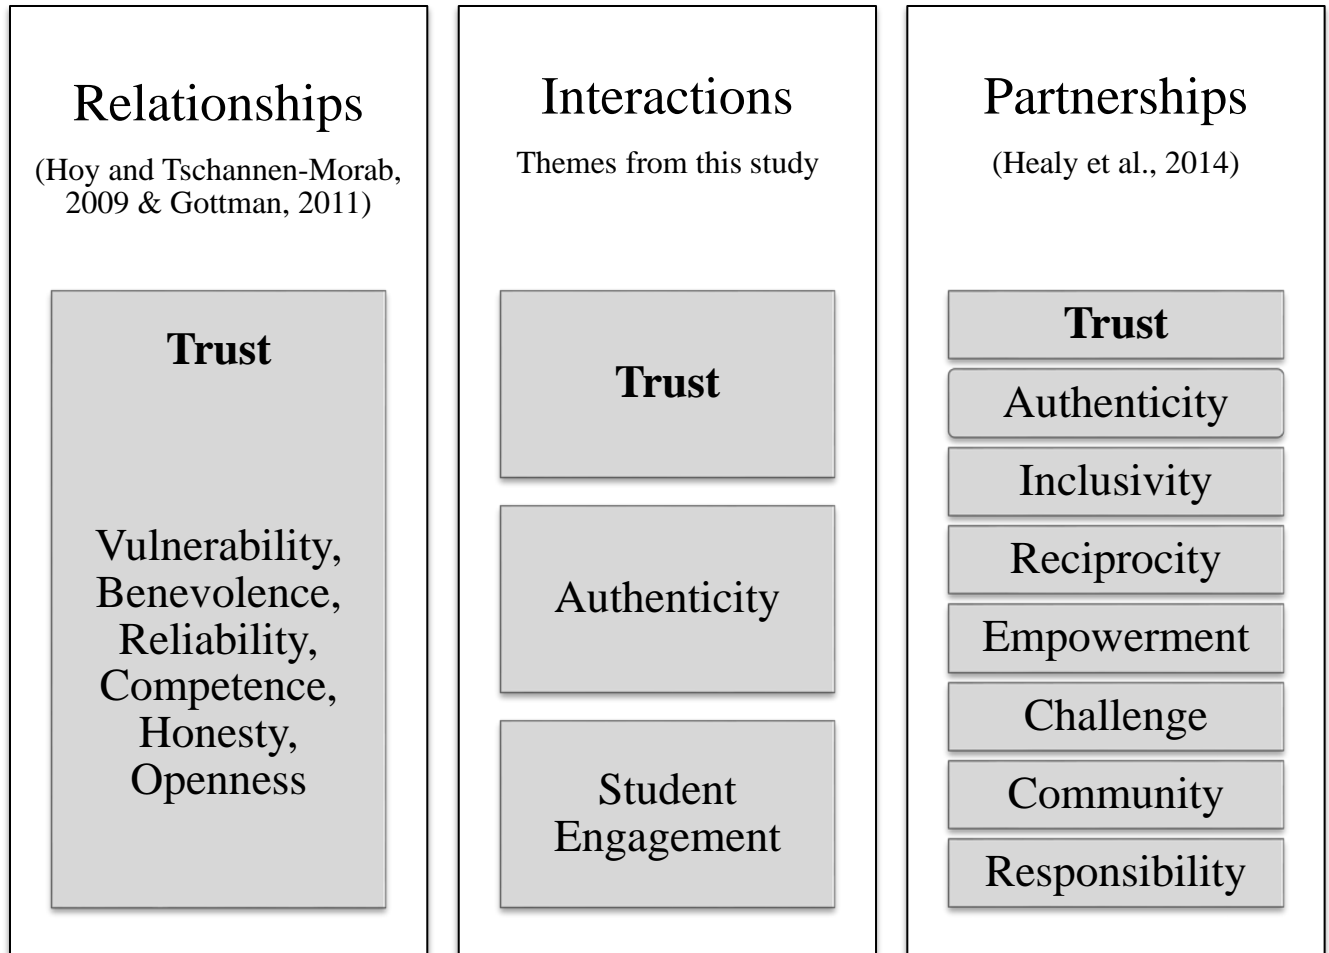 Relationships
(Hoy and Tschannen-Morab,
2009 & Gottman, 2011)
Trust
Vulnerability,
Benevolence,
Reliability,
Competence,
Honesty,
Openness
Interactions
Themes from this study
Trust
Authenticity
Student
Engagement
Partnerships
(Healy et al., 2014)
Trust
Authenticity
Inclusivity
Reciprocity
Empowerment
Challenge
Community
Responsibility